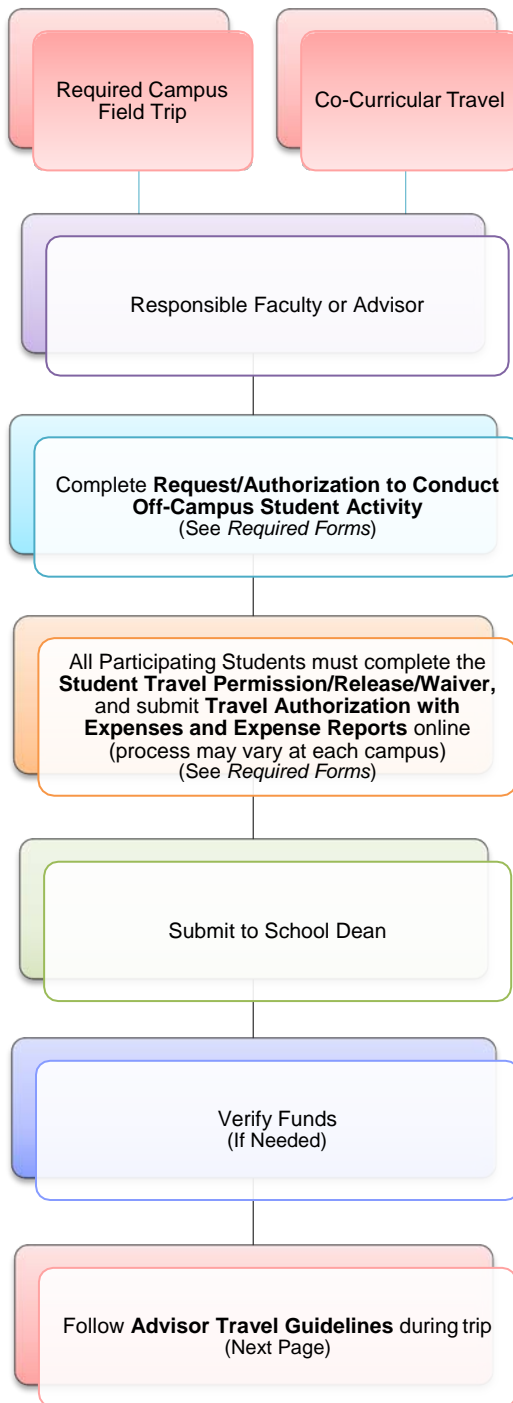 Required Campus
Field Trip
Co-Curricular Travel
Responsible Faculty or Advisor
Complete Request/Authorization to Conduct
Off-Campus Student Activity
(See Required Forms)
All Participating Students must complete the
Student Travel Permission/Release/Waiver,
and submit Travel Authorization with
Expenses and Expense Reports online
(process may vary at each campus)
(See Required Forms)
Submit to School Dean
Verify Funds
(If Needed)
Follow Advisor Travel Guidelines during trip
(Next Page)